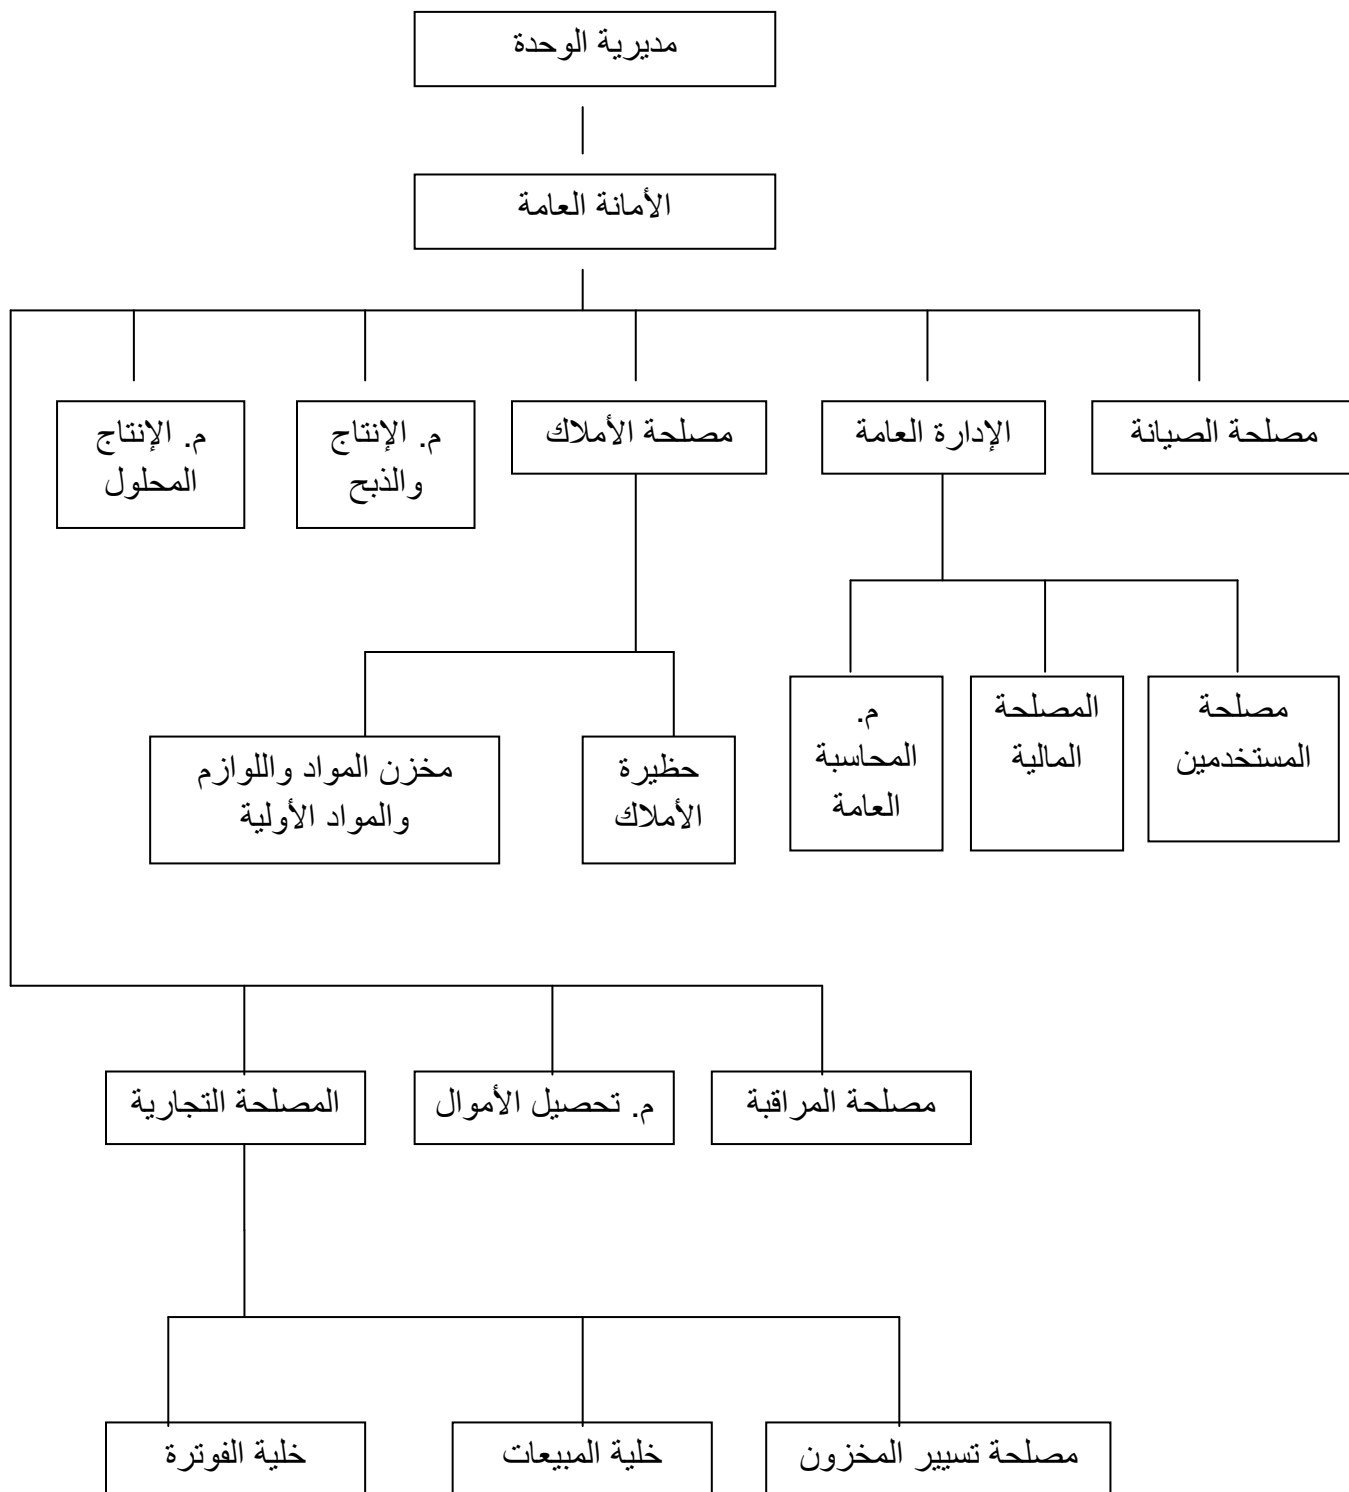 مديرية الوحدة
الأمانة العامة
مصلحة الصيانة
الإدارة العامة
مصلحة الأملاك
م. الإنتاج
والذبح
م. الإنتاج
المحلول
مصلحة
المستخدمين
المصلحة
المالية
م.
المحاسبة
العامة
حظيرة
الأملاك
مخزن المواد واللوازم
والمواد الأولية
مصلحة المراقبة
م. تحصيل الأموال
المصلحة التجارية
مصلحة تسيير المخزون
خلية المبيعات
خلية الفوترة